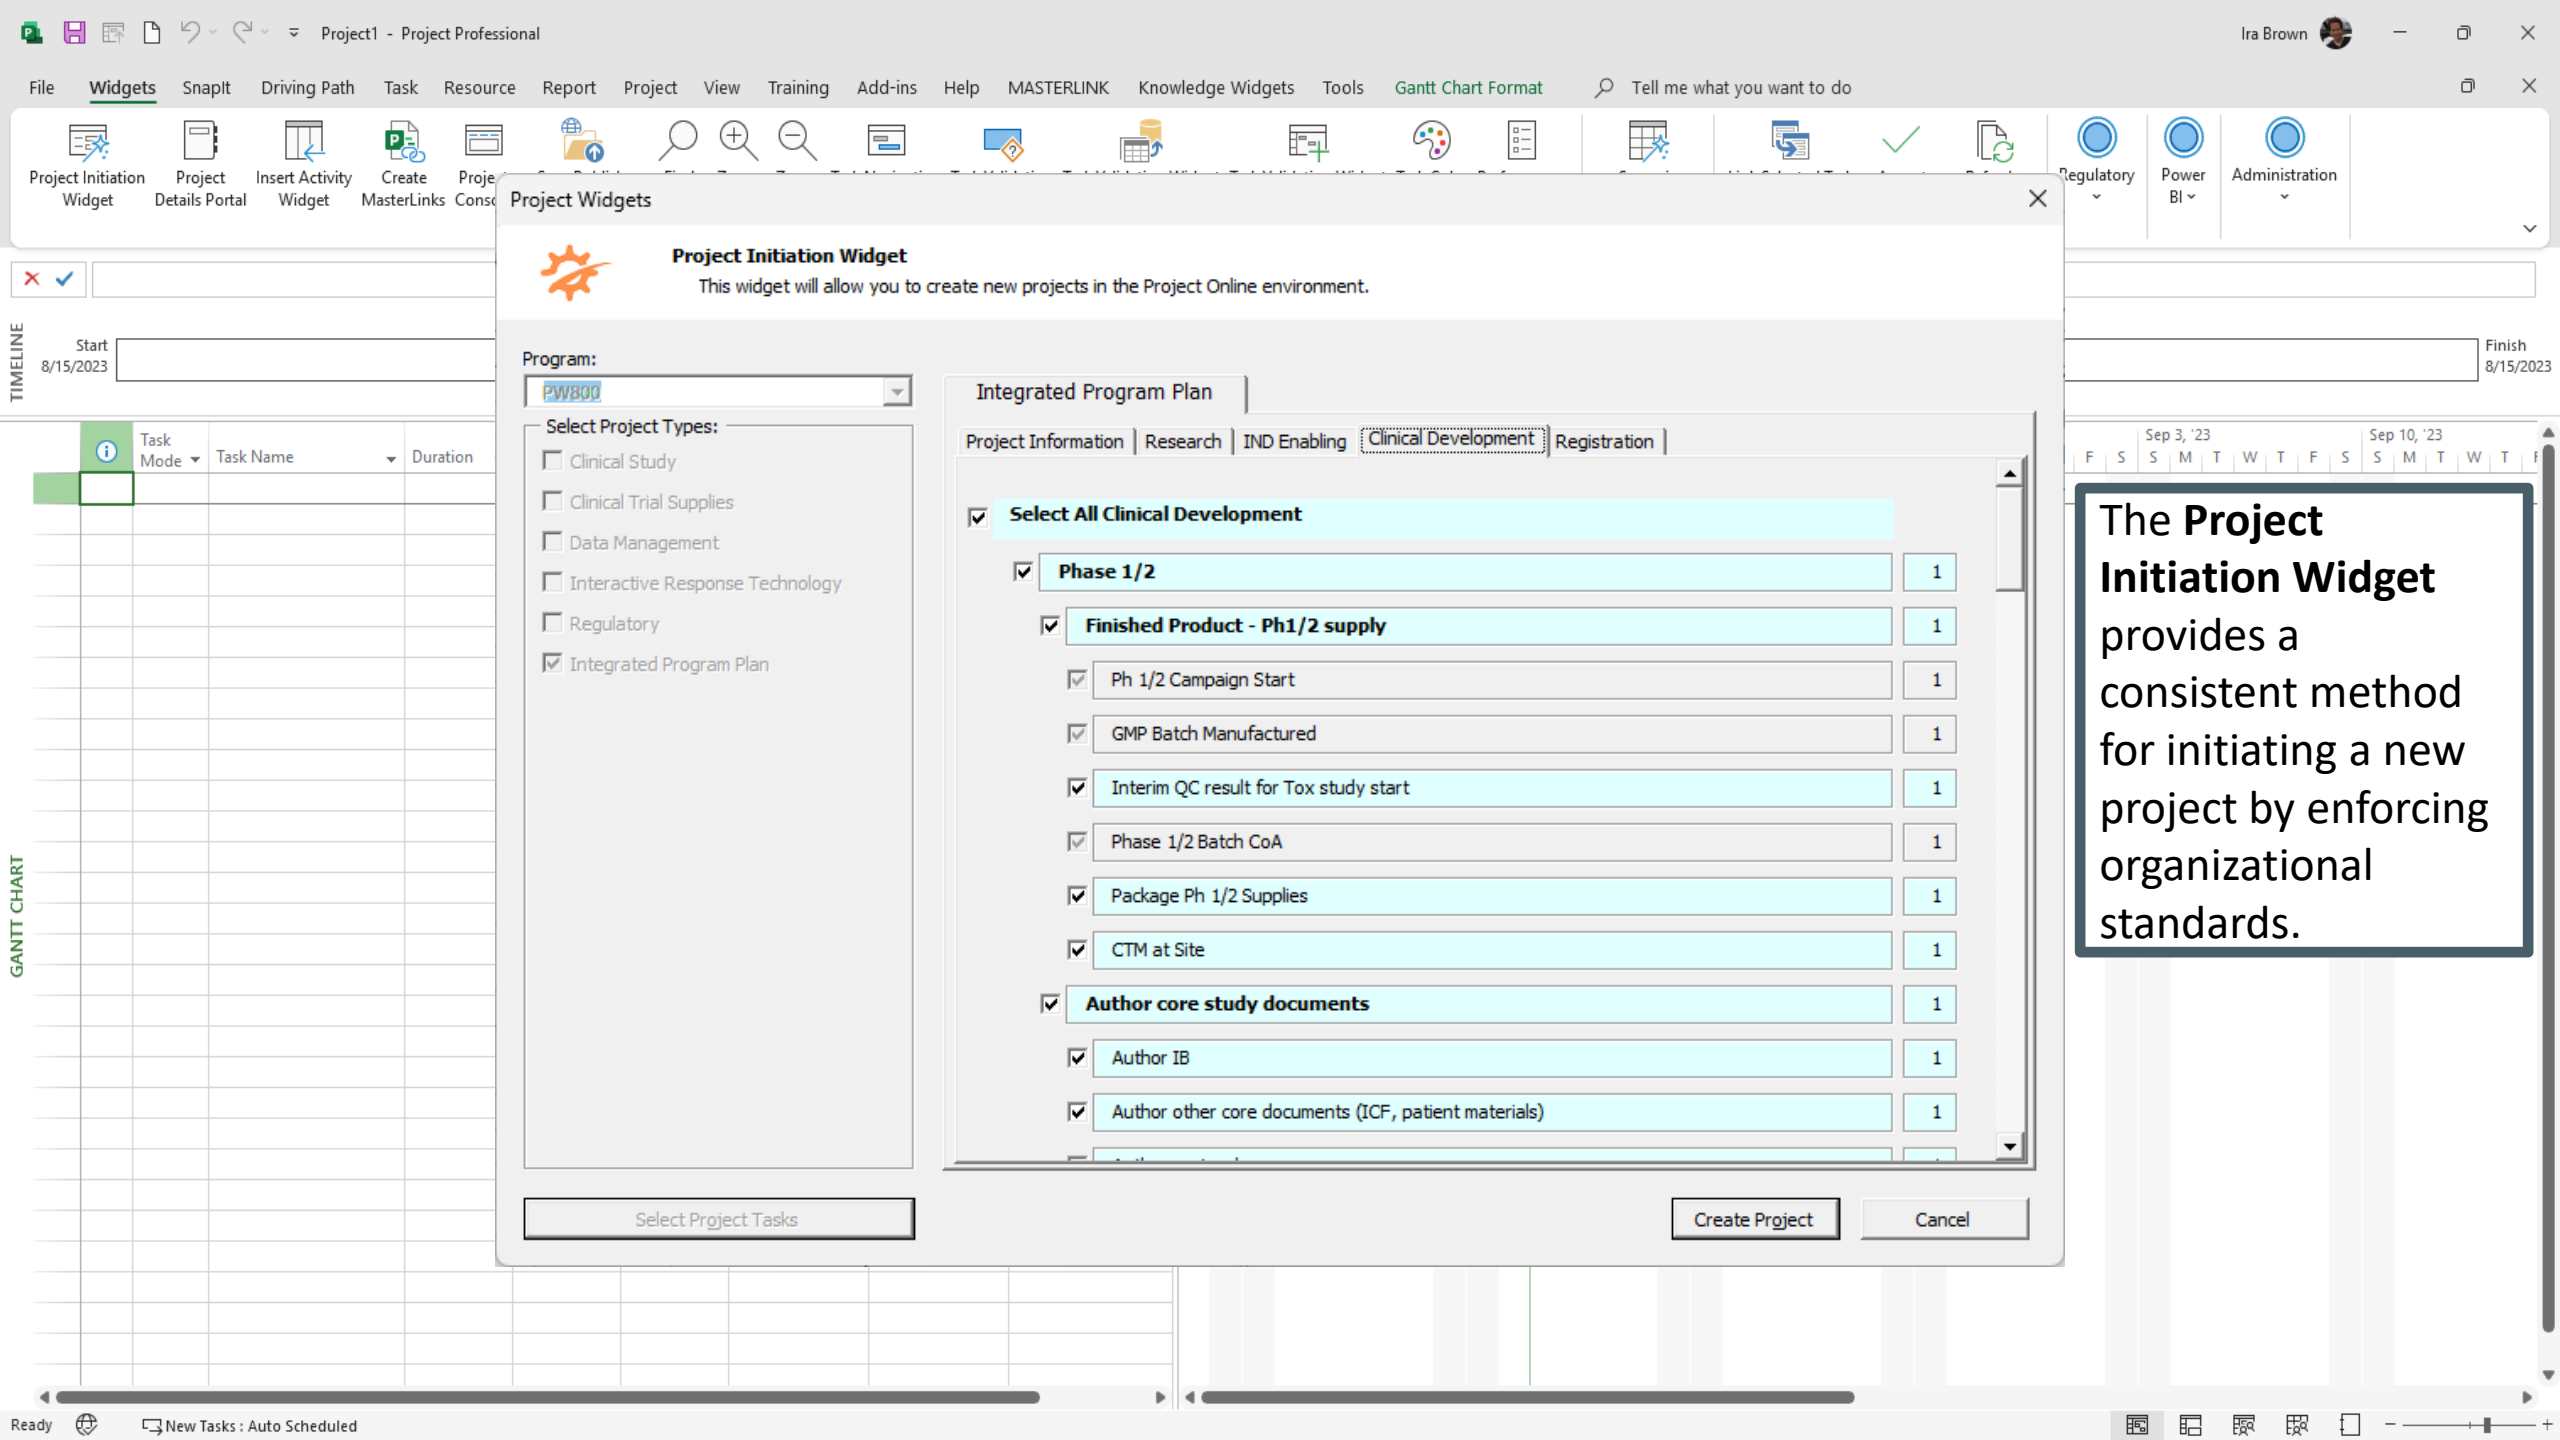 Project1 - Project Professional
Ira Brown
File Widgets SnapIt Driving Path Task Resource Report Project View Training Add-ins Help MASTERLINK Knowledge Widgets Tools Gantt Chart Format Tell me what you want to do
Project Initiation Widget
Project Details Portal
Insert Activity Widget
Create MasterLinks
Regulatory
Power BI
Administration
Project Widgets
Project Initiation Widget
This widget will allow you to create new projects in the Project Online environment.
TIMELINE
Start
8/15/2023
Finish
8/15/2023
Program:
PW800
Select Project Types:
Clinical Study
Clinical Trial Supplies
Data Management
Interactive Response Technology
Regulatory
Integrated Program Plan
Select Project Tasks
Integrated Program Plan
Project Information Research IND Enabling Clinical Development Registration
Select All Clinical Development
Phase 1/2 1
Finished Product - Ph1/2 supply 1
Ph 1/2 Campaign Start 1
GMP Batch Manufactured 1
Interim QC result for Tox study start 1
Phase 1/2 Batch CoA 1
Package Ph 1/2 Supplies 1
CTM at Site 1
Author core study documents 1
Author IB 1
Author other core documents (ICF, patient materials) 1
Create Project
Cancel
Task Mode
Task Name
Duration
GANTT CHART
Sep 3, '23
Sep 10, '23
F S S M T W T F S S M T W T
The Project
Initiation Widget
provides a
consistent method
for initiating a new
project by enforcing
organizational
standards.
Ready
New Tasks : Auto Scheduled